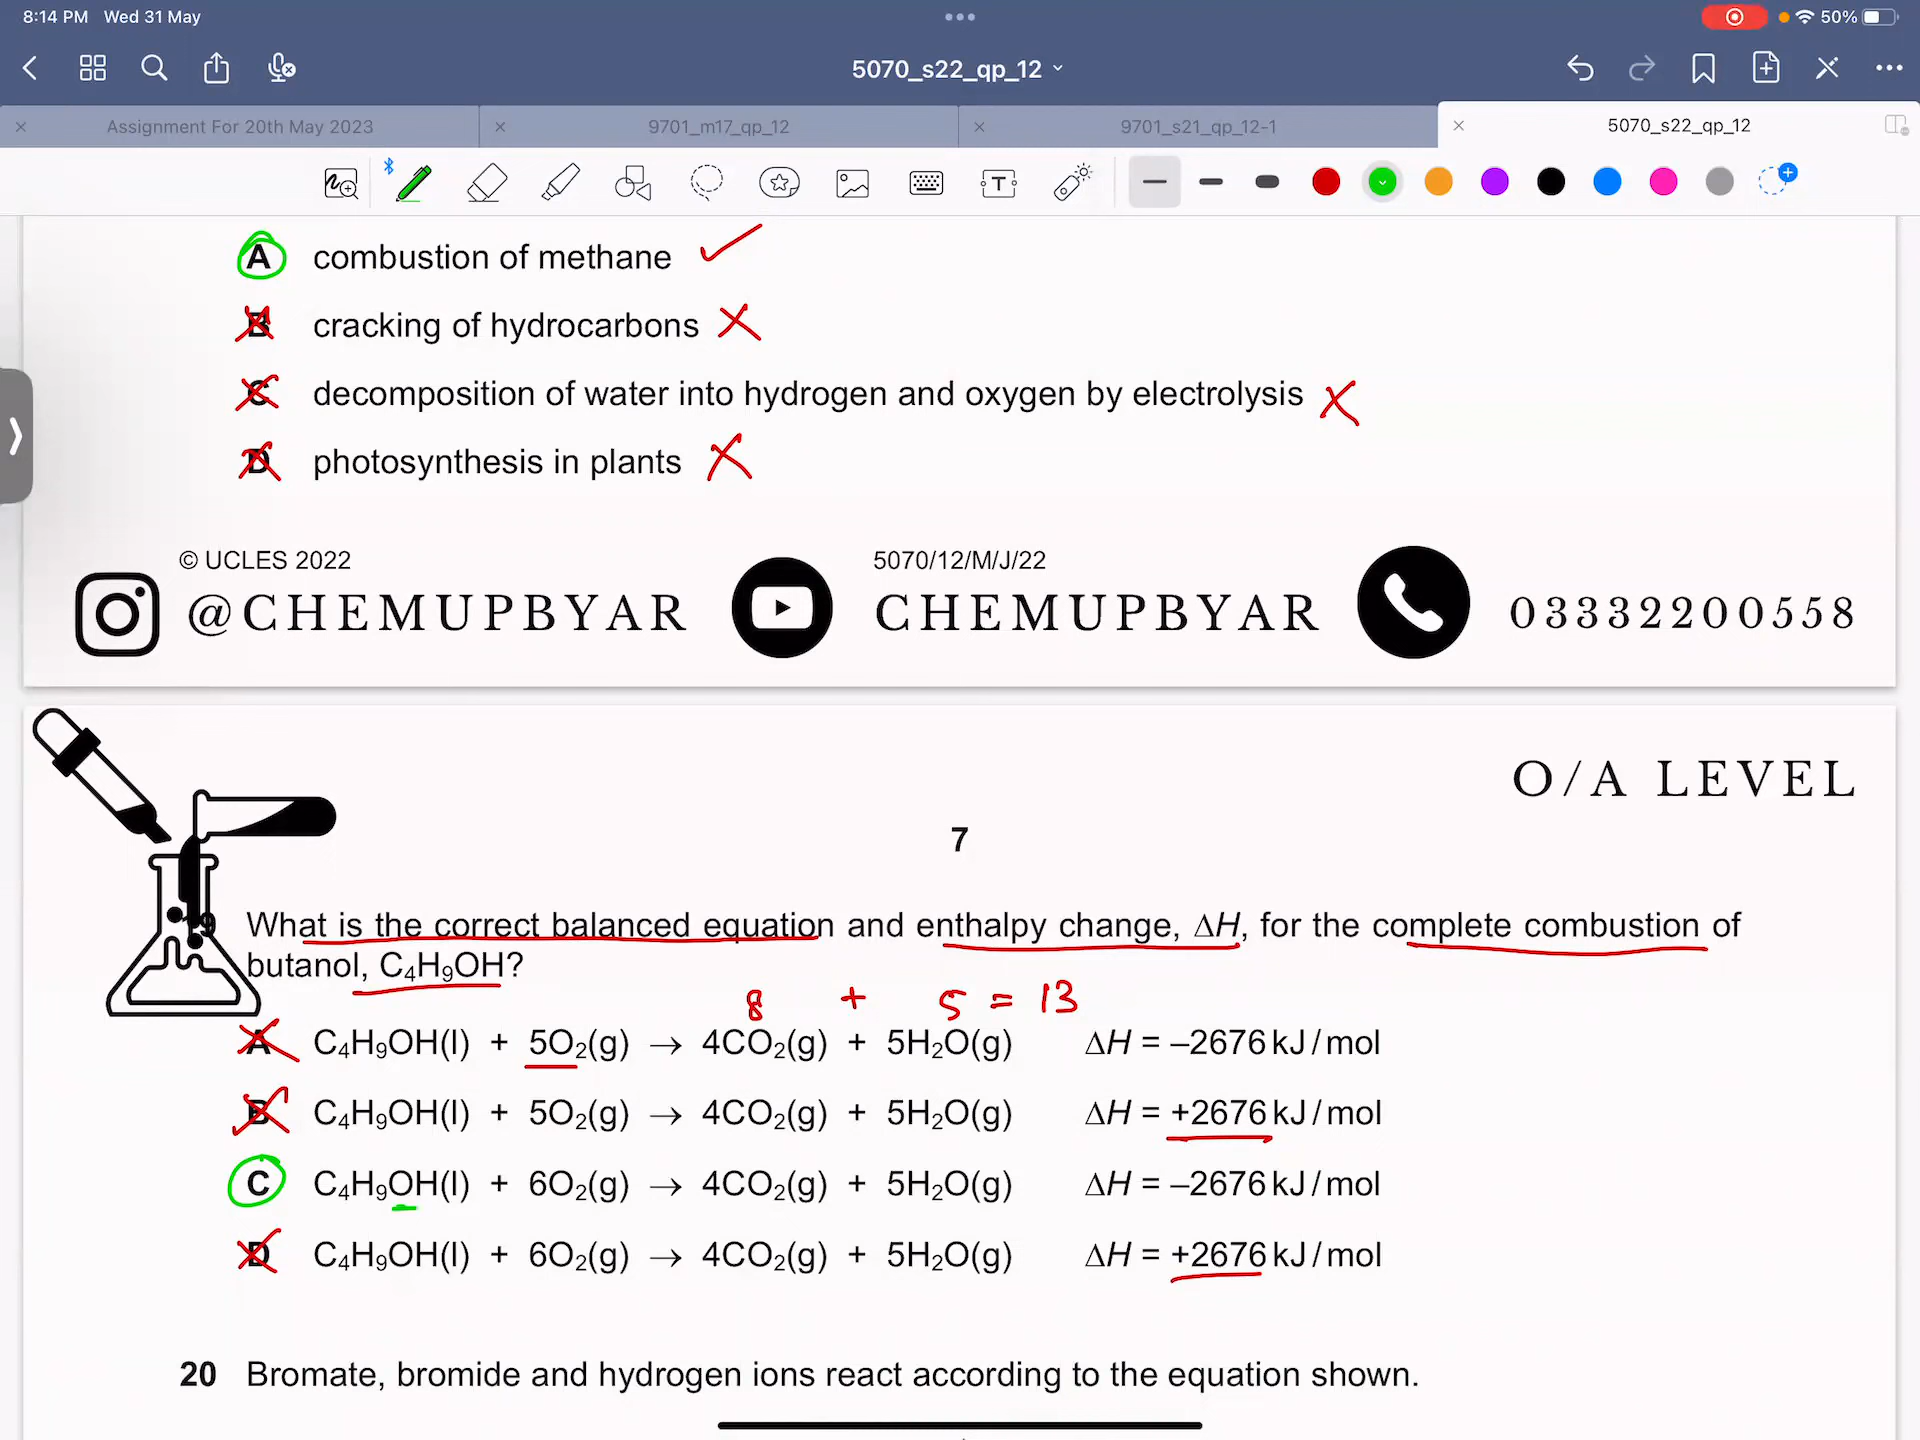 8:14 PM Wed 31 May
50%
5070_s22_qp_12
Assignment For 20th May 2023
9701_m17_qp_12
9701_s21_qp_12-1
5070_s22_qp_12
A combustion of methane
B cracking of hydrocarbons
C decomposition of water into hydrogen and oxygen by electrolysis
D photosynthesis in plants
© UCLES 2022
5070/12/M/J/22
@CHEMUPBYAR
CHEMUPBYAR
03332200558
O/A LEVEL
7
9 What is the correct balanced equation and enthalpy change, ΔH, for the complete combustion of
butanol, C₄H₉OH?
8 + 5 = 13
A C₄H₉OH(l) + 5O₂(g) → 4CO₂(g) + 5H₂O(g) ΔH = –2676 kJ/mol
B C₄H₉OH(l) + 5O₂(g) → 4CO₂(g) + 5H₂O(g) ΔH = +2676 kJ/mol
C C₄H₉OH(l) + 6O₂(g) → 4CO₂(g) + 5H₂O(g) ΔH = –2676 kJ/mol
D C₄H₉OH(l) + 6O₂(g) → 4CO₂(g) + 5H₂O(g) ΔH = +2676 kJ/mol
20 Bromate, bromide and hydrogen ions react according to the equation shown.